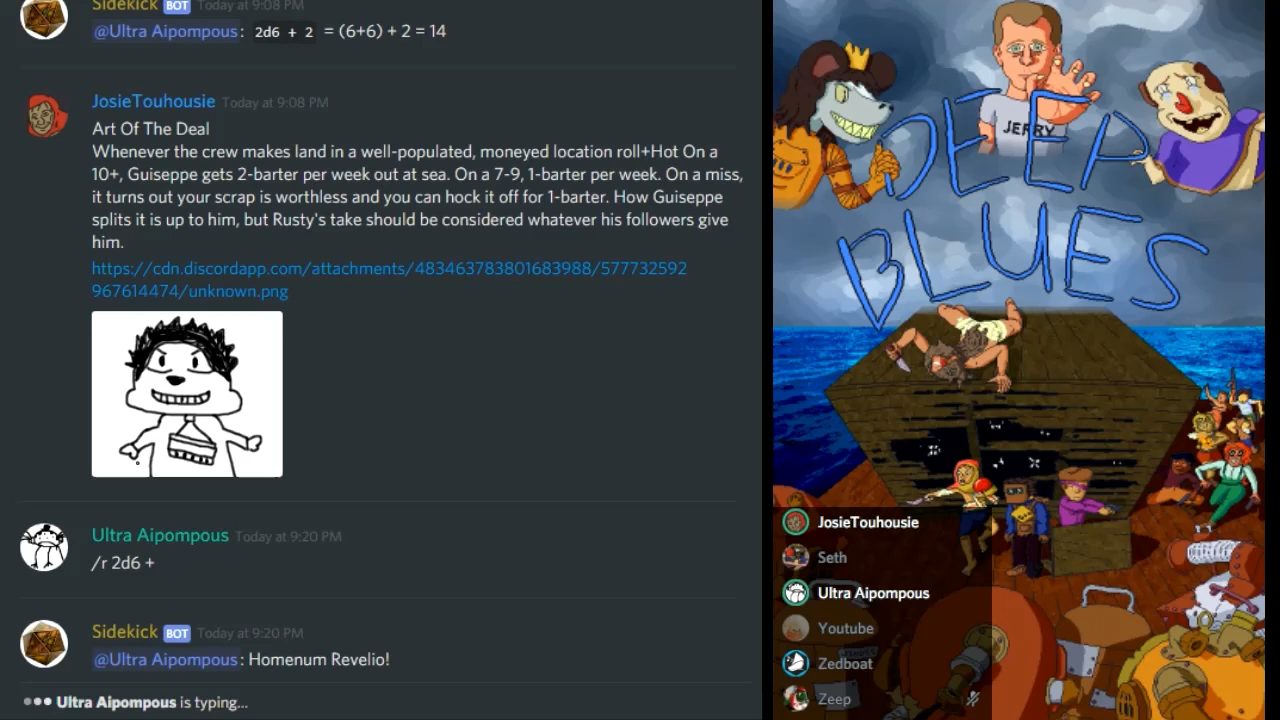 Sidekick BOT Today at 9:08 PM
@Ultra Aipompous: 2d6 + 2 = (6+6) + 2 = 14
JosieTouhousie Today at 9:08 PM
Art Of The Deal
Whenever the crew makes land in a well-populated, moneyed location roll+Hot On a
10+, Guiseppe gets 2-barter per week out at sea. On a 7-9, 1-barter per week. On a miss,
it turns out your scrap is worthless and you can hock it off for 1-barter. How Guiseppe
splits it is up to him, but Rusty's take should be considered whatever his followers give
him.
https://cdn.discordapp.com/attachments/483463783801683988/577732592
967614474/unknown.png
Ultra Aipompous Today at 9:20 PM
/r 2d6 +
Sidekick BOT Today at 9:20 PM
@Ultra Aipompous: Homenum Revelio!
Ultra Aipompous is typing...
JERRY
DEEP
BLUES
JosieTouhousie
Seth
Ultra Aipompous
Youtube
Zedboat
Zeep